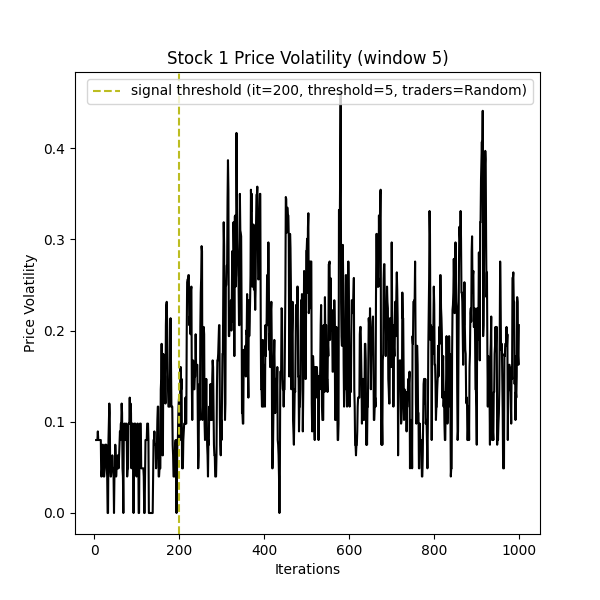 Stock 1 Price Volatility (window 5)
signal threshold (it=200, threshold=5, traders=Random)
0.4
0.3
0.2
0.1
0.0
Price Volatility
0 200 400 600 800 1000
Iterations